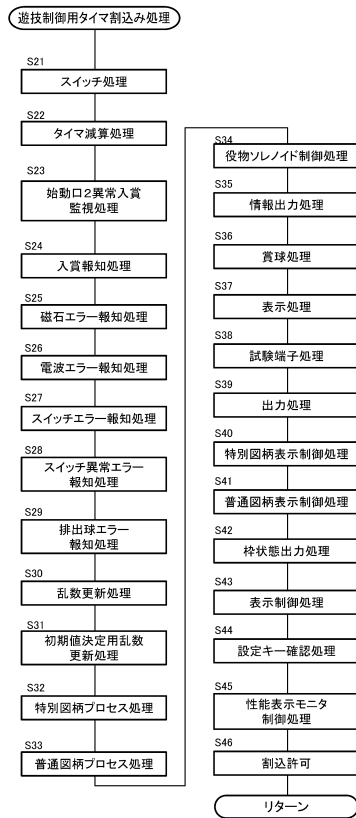 遊技制御用タイマ割込み処理
S21
スイッチ処理
S22
タイマ減算処理
S23
始動口2異常入賞
監視処理
S24
入賞報知処理
S25
磁石エラー報知処理
S26
電波エラー報知処理
S27
スイッチエラー報知処理
S28
スイッチ異常エラー
報知処理
S29
排出球エラー
報知処理
S30
乱数更新処理
S31
初期値決定用乱数
更新処理
S32
特別図柄プロセス処理
S33
普通図柄プロセス処理
S34
役物ソレノイド制御処理
S35
情報出力処理
S36
賞球処理
S37
表示処理
S38
試験端子処理
S39
出力処理
S40
特別図柄表示制御処理
S41
普通図柄表示制御処理
S42
枠状態出力処理
S43
表示制御処理
S44
設定キー確認処理
S45
性能表示モニタ
制御処理
S46
割込許可
リターン